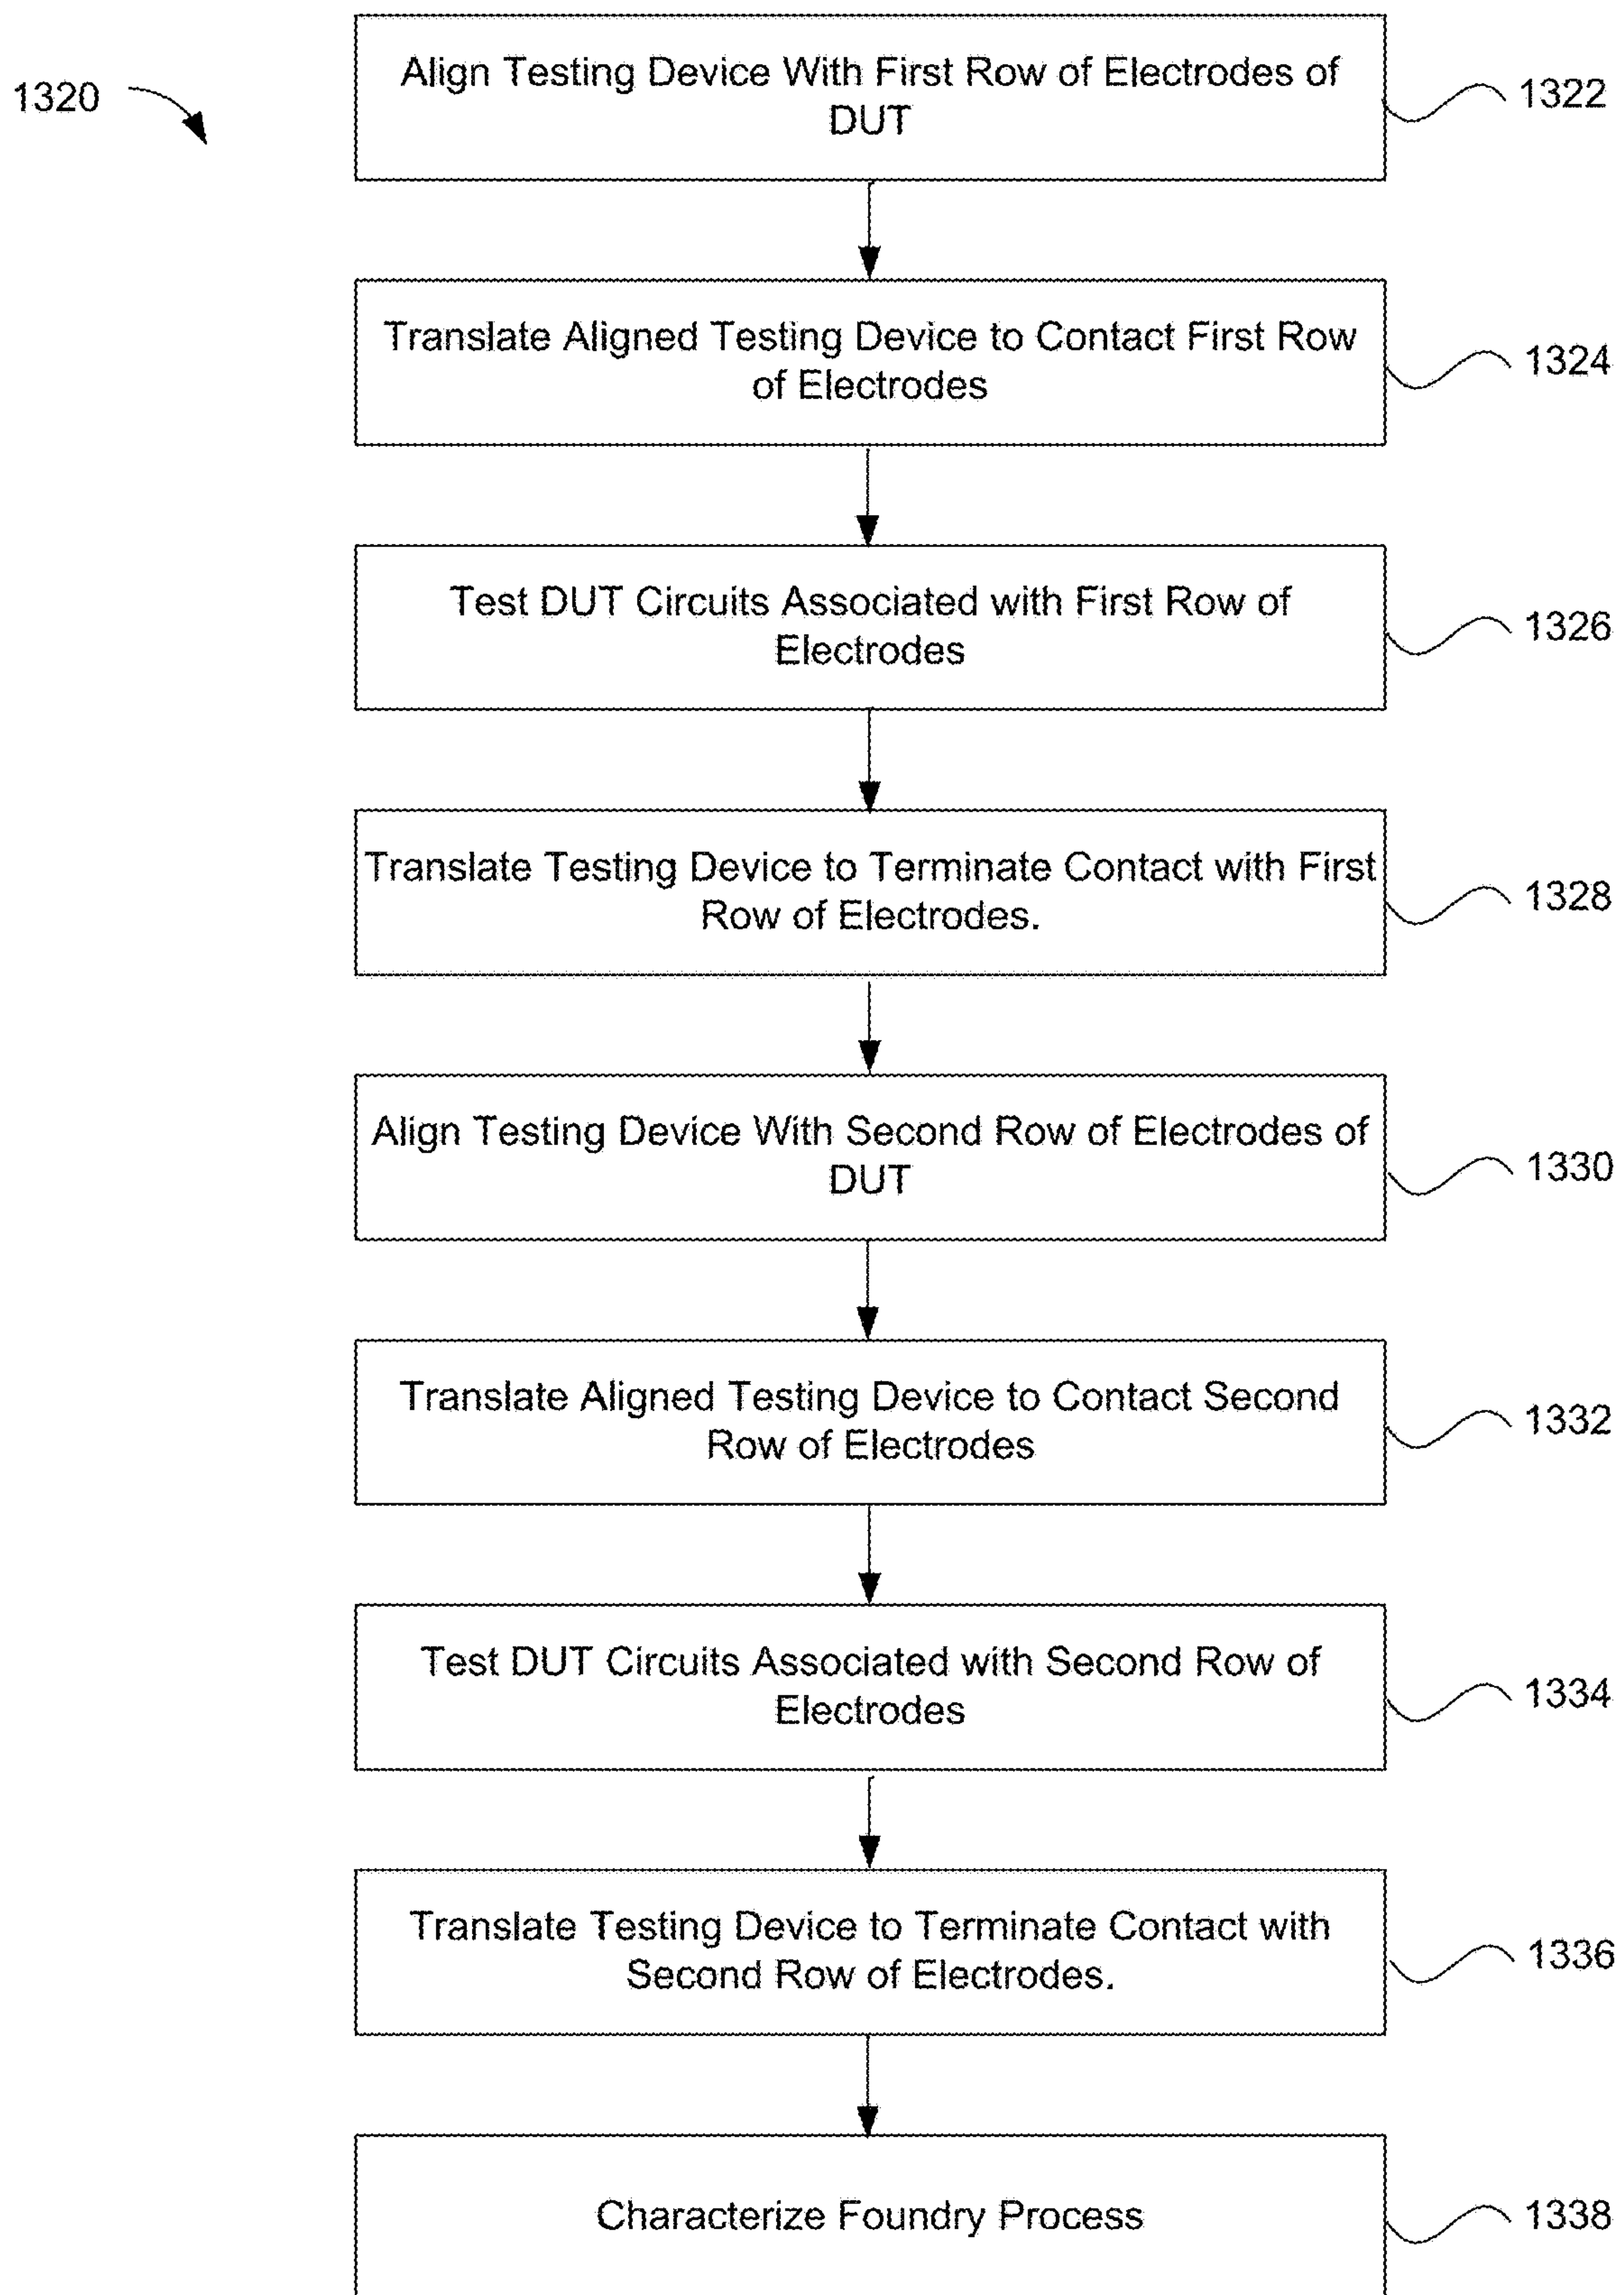 1320
Align Testing Device With First Row of Electrodes of
DUT
1322
Translate Aligned Testing Device to Contact First Row
of Electrodes
1324
Test DUT Circuits Associated with First Row of
Electrodes
1326
Translate Testing Device to Terminate Contact with First
Row of Electrodes.
1328
Align Testing Device With Second Row of Electrodes of
DUT
1330
Translate Aligned Testing Device to Contact Second
Row of Electrodes
1332
Test DUT Circuits Associated with Second Row of
Electrodes
1334
Translate Testing Device to Terminate Contact with
Second Row of Electrodes.
1336
Characterize Foundry Process
1338